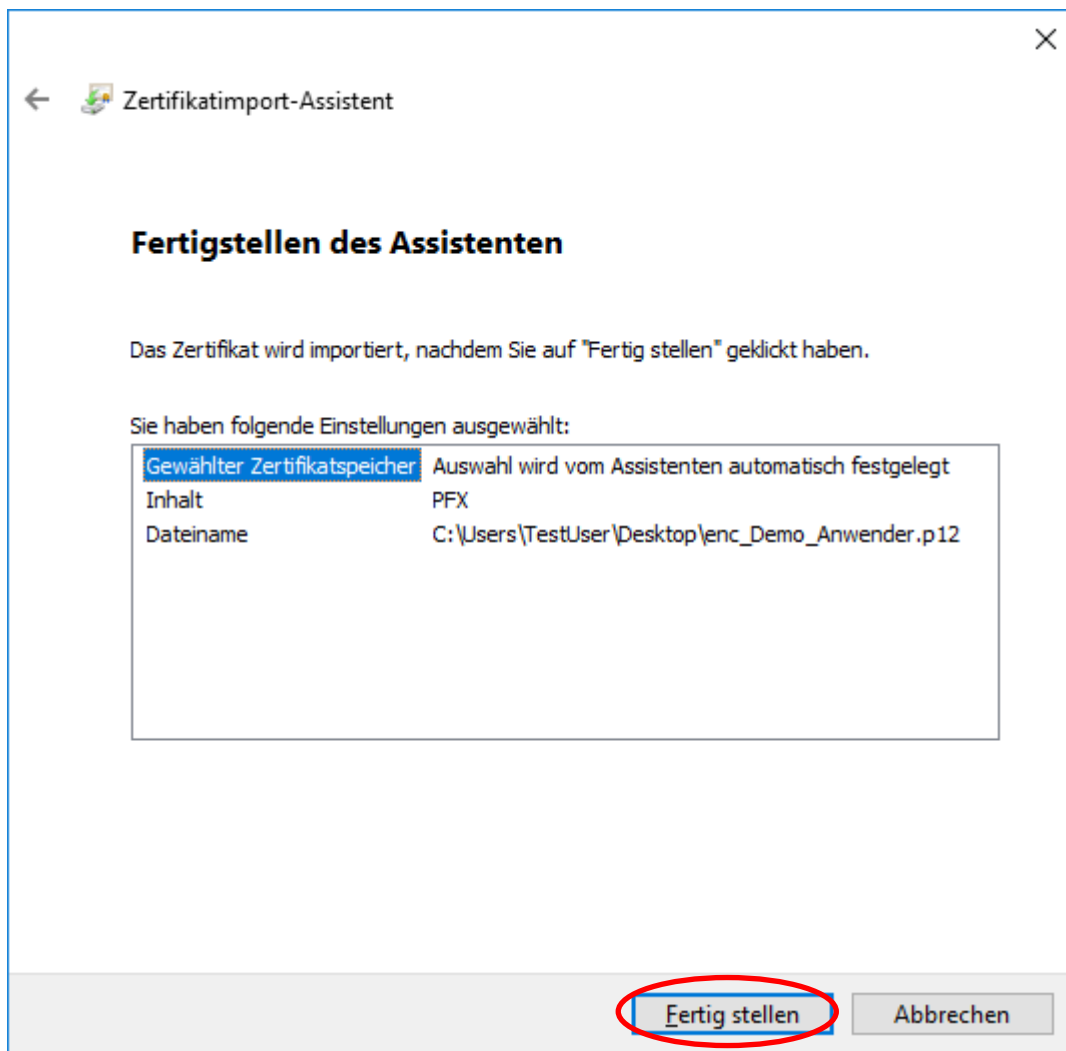 Zertifikatimport-Assistent
Fertigstellen des Assistenten
Das Zertifikat wird importiert, nachdem Sie auf "Fertig stellen" geklickt haben.
Sie haben folgende Einstellungen ausgewählt:
Gewählter Zertifikatspeicher Auswahl wird vom Assistenten automatisch festgelegt
Inhalt PFX
Dateiname C:\Users\TestUser\Desktop\enc_Demo_Anwender.p12
Fertig stellen Abbrechen